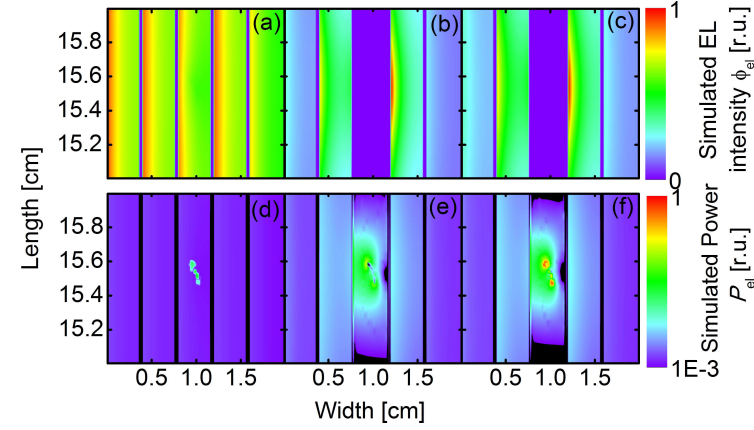 (a) (b) (c)
15.8
15.6
15.4
15.2
1
0
Simulated EL
intensity ϕel [r.u.]
Length [cm]
(d) (e) (f)
15.8
15.6
15.4
15.2
1
1E-3
Simulated Power
Pel [r.u.]
0.5 1.0 1.5 0.5 1.0 1.5 0.5 1.0 1.5
Width [cm]